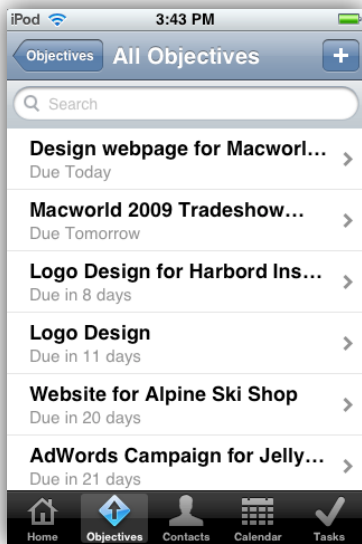 iPod 3:43 PM
Objectives All Objectives +
Search
Design webpage for Macworl...
Due Today
Macworld 2009 Tradeshow...
Due Tomorrow
Logo Design for Harbord Ins...
Due in 8 days
Logo Design
Due in 11 days
Website for Alpine Ski Shop
Due in 20 days
AdWords Campaign for Jelly...
Due in 21 days
Home Objectives Contacts Calendar Tasks